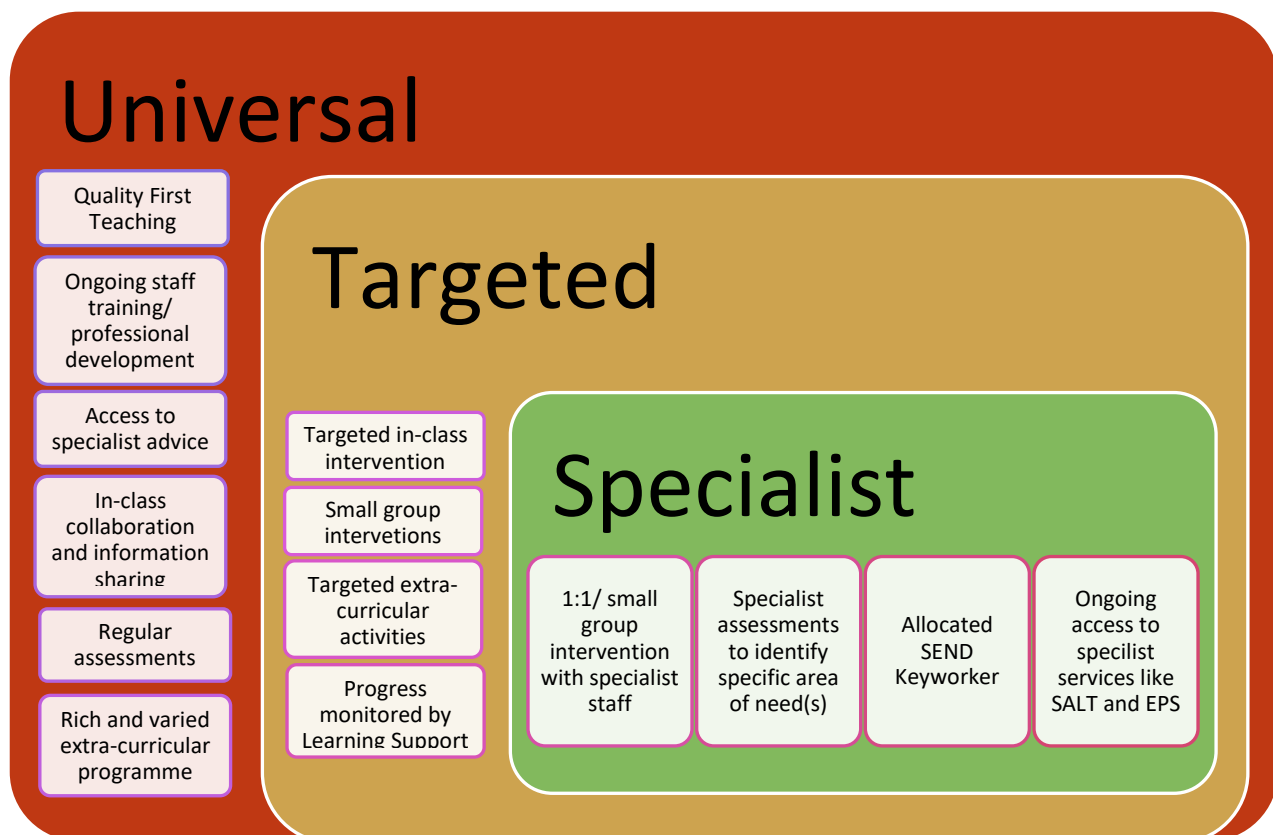 Universal
Quality First
Teaching
Ongoing staff
training/
professional
development
Access to
specialist advice
In-class
collaboration
and information
sharing
Regular
assessments
Rich and varied
extra-curricular
programme
Targeted
Targeted in-class
intervention
Small group
intervetions
Targeted extra-
curricular
activities
Progress
monitored by
Learning Support
Specialist
1:1/ small
group
intervention
with specialist
staff
Specialist
assessments
to identify
specific area
of need(s)
Allocated
SEND
Keyworker
Ongoing
access to
specilist
services like
SALT and EPS